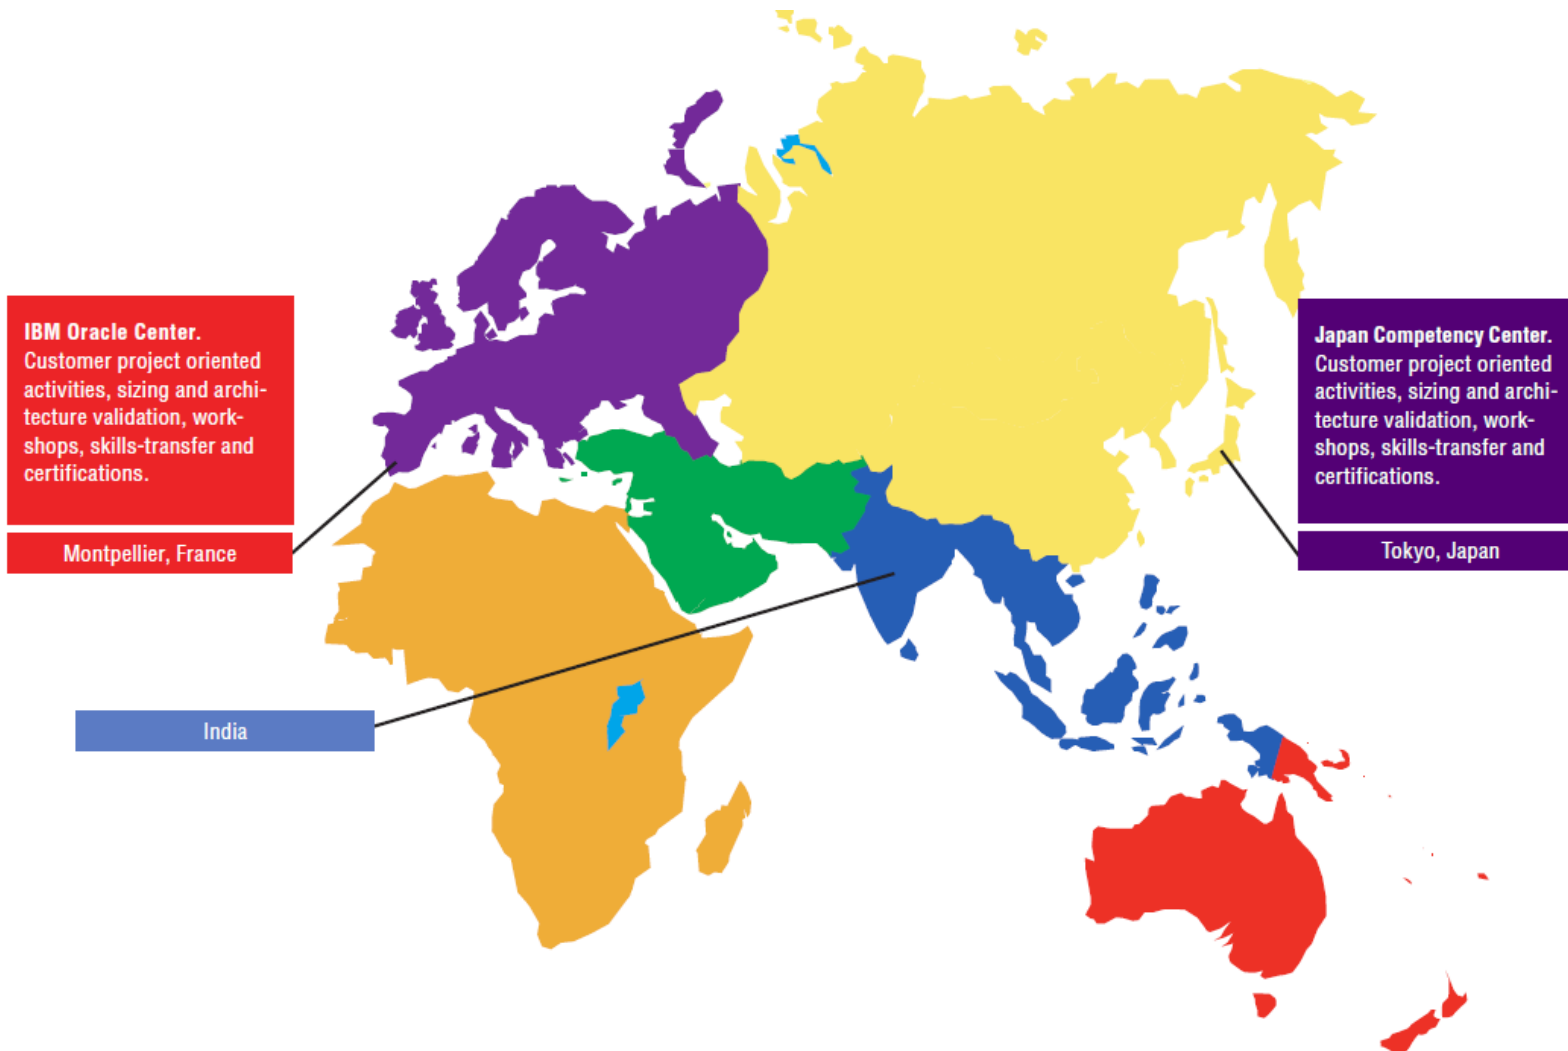 IBM Oracle Center.
Customer project oriented
activities, sizing and archi-
tecture validation, work-
shops, skills-transfer and
certifications.
Montpellier, France
Japan Competency Center.
Customer project oriented
activities, sizing and archi-
tecture validation, work-
shops, skills-transfer and
certifications.
Tokyo, Japan
India